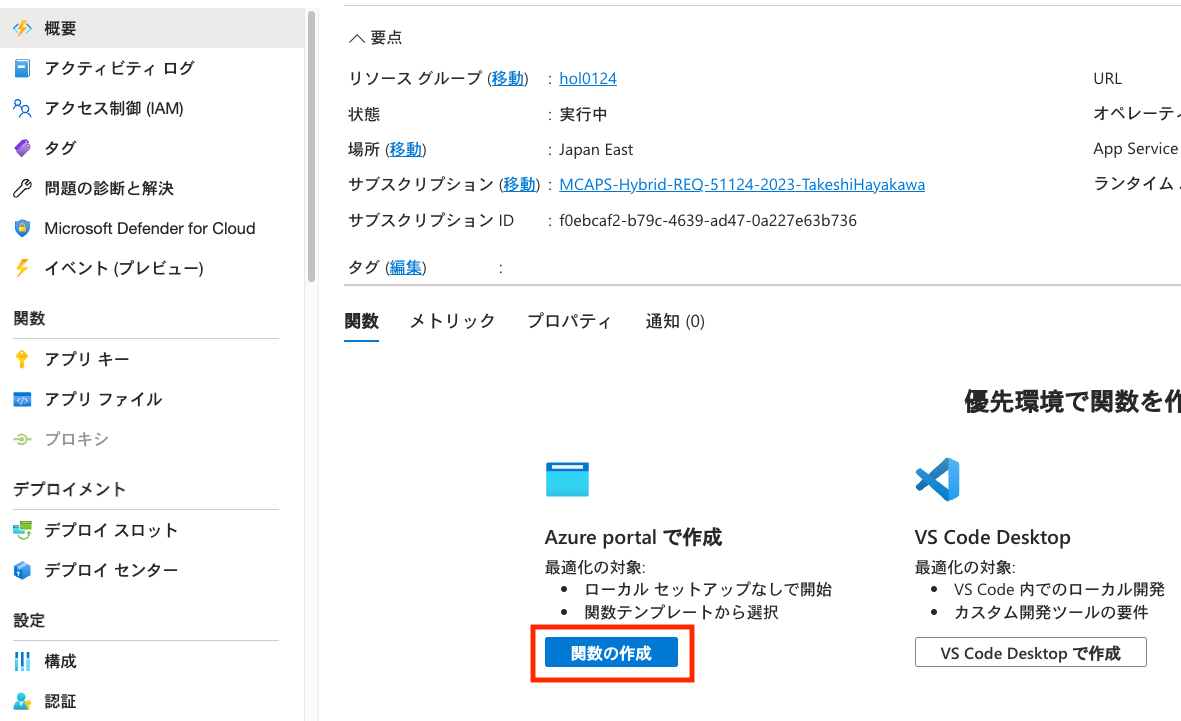 概要
アクティビティ ログ
アクセス制御 (IAM)
タグ
問題の診断と解決
Microsoft Defender for Cloud
イベント (プレビュー)
関数
アプリ キー
アプリ ファイル
プロキシ
デプロイメント
デプロイ スロット
デプロイ センター
設定
構成
認証
要点
リソース グループ (移動) : hol0124
状態 : 実行中
場所 (移動) : Japan East
サブスクリプション (移動) : MCAPS-Hybrid-REQ-51124-2023-TakeshiHayakawa
サブスクリプション ID : f0ebcaf2-b79c-4639-ad47-0a227e63b736
タグ (編集) :
URL
オペレーティ
App Service
ランタイム
関数 メトリック プロパティ 通知 (0)
優先環境で関数を作
Azure portal で作成
最適化の対象:
• ローカル セットアップなしで開始
• 関数テンプレートから選択
関数の作成
VS Code Desktop
最適化の対象:
• VS Code 内でのローカル開発
• カスタム開発ツールの要件
VS Code Desktop で作成